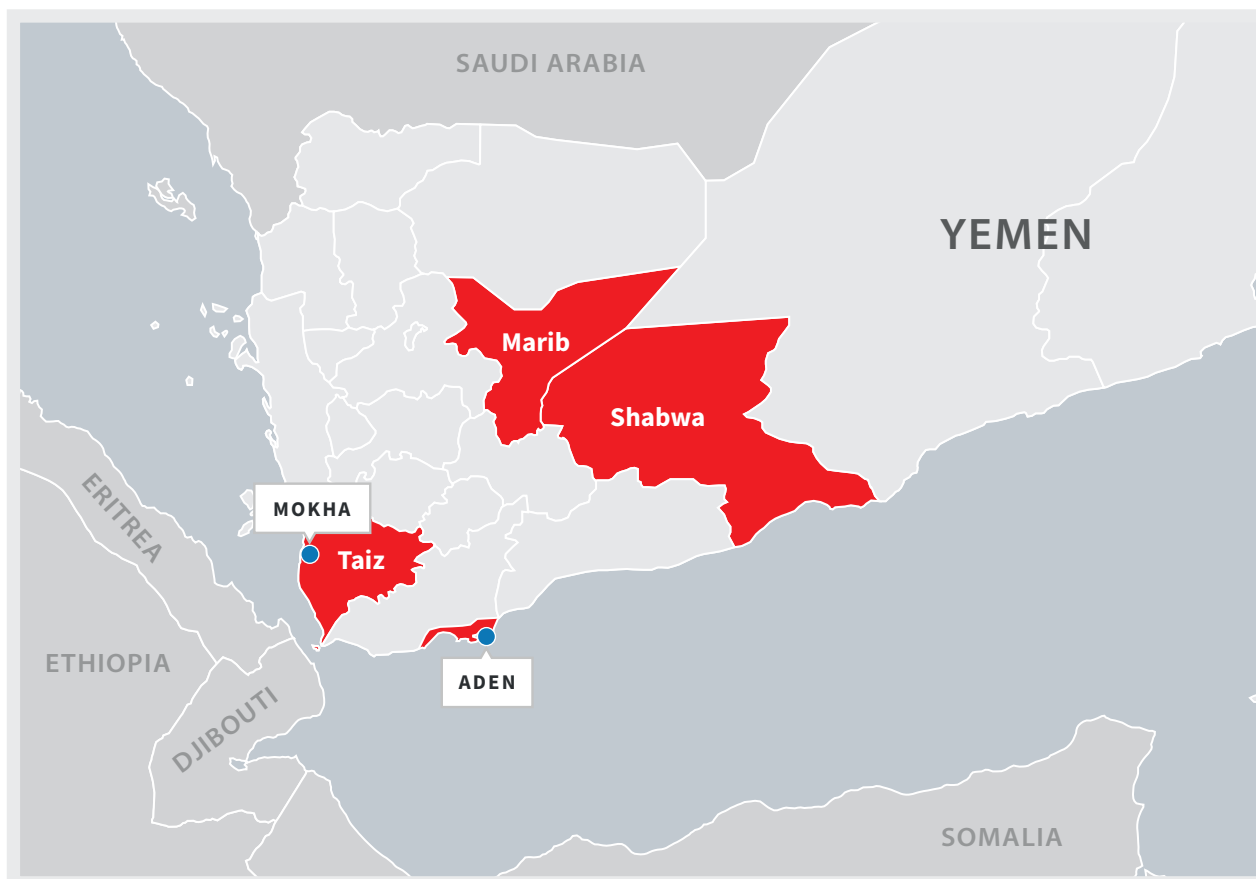 SAUDI ARABIA
YEMEN
Marib
Shabwa
MOKHA
ERITREA
Taiz
ETHIOPIA
ADEN
DJIBOUTI
SOMALIA